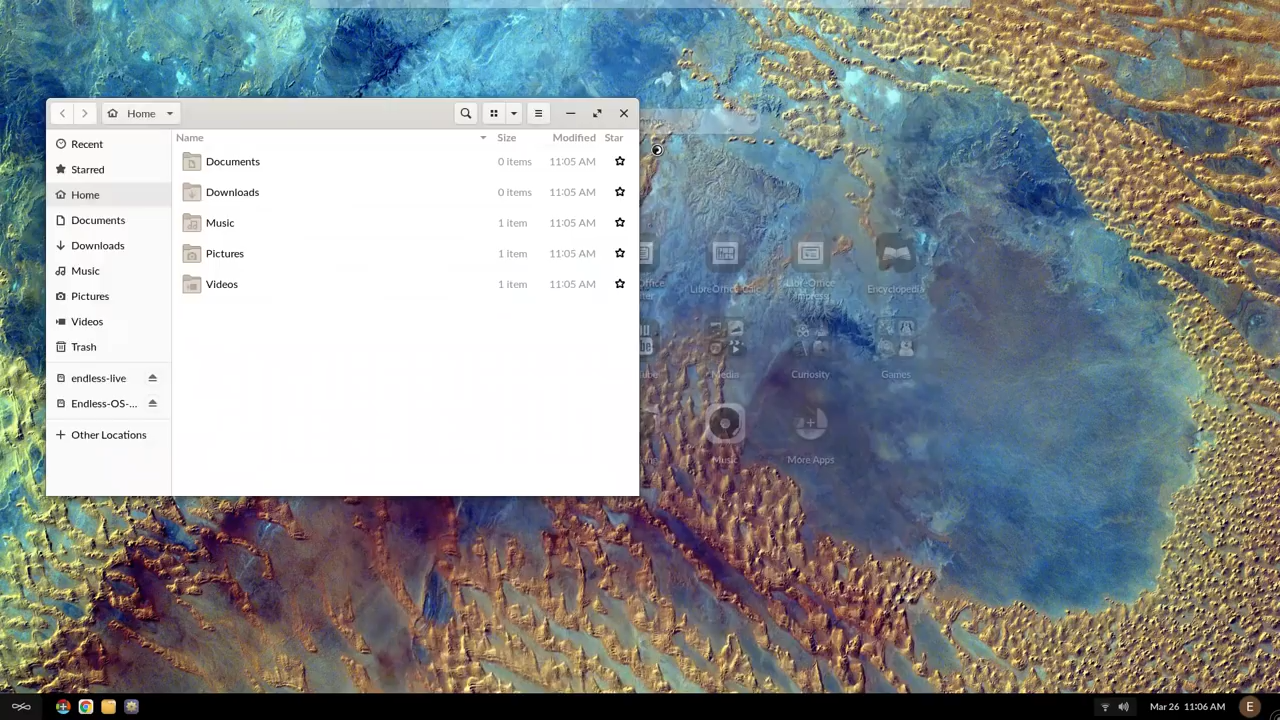 Home
Name Size Modified Star
Recent
Starred
Home
Documents
Downloads
Music
Pictures
Videos
Trash
endless-live
Endless-OS-...
Other Locations
Documents 0 items 11:05 AM
Downloads 0 items 11:05 AM
Music 1 item 11:05 AM
Pictures 1 item 11:05 AM
Videos 1 item 11:05 AM
LibreOffice Calc
LibreOffice
Impress
Encyclopedia
Media
Curiosity
Games
Music
More Apps
Mar 26 11:06 AM
E